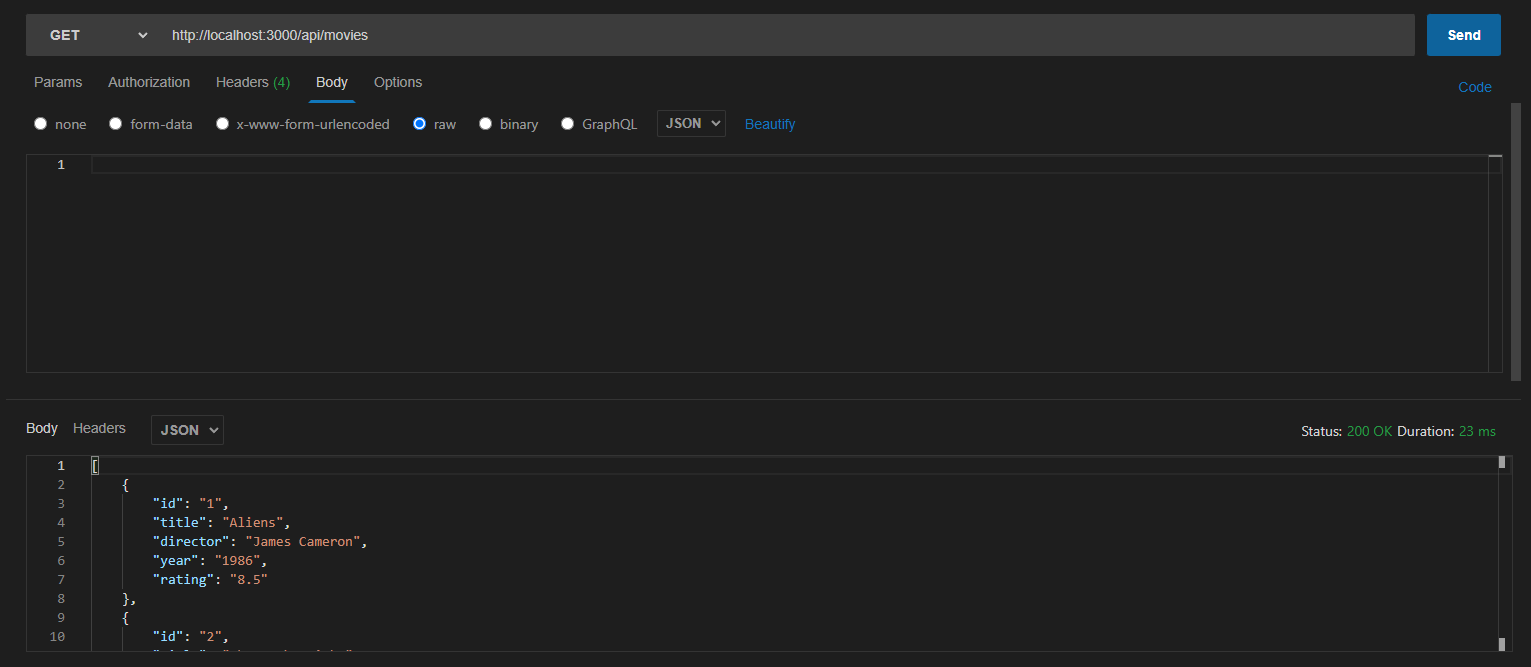 GET http://localhost:3000/api/movies Send
Params Authorization Headers (4) Body Options Code
none form-data x-www-form-urlencoded raw binary GraphQL JSON Beautify
1
Body Headers JSON Status: 200 OK Duration: 23 ms
1 [
2 {
3 "id": "1",
4 "title": "Aliens",
5 "director": "James Cameron",
6 "year": "1986",
7 "rating": "8.5"
8 },
9 {
10 "id": "2",